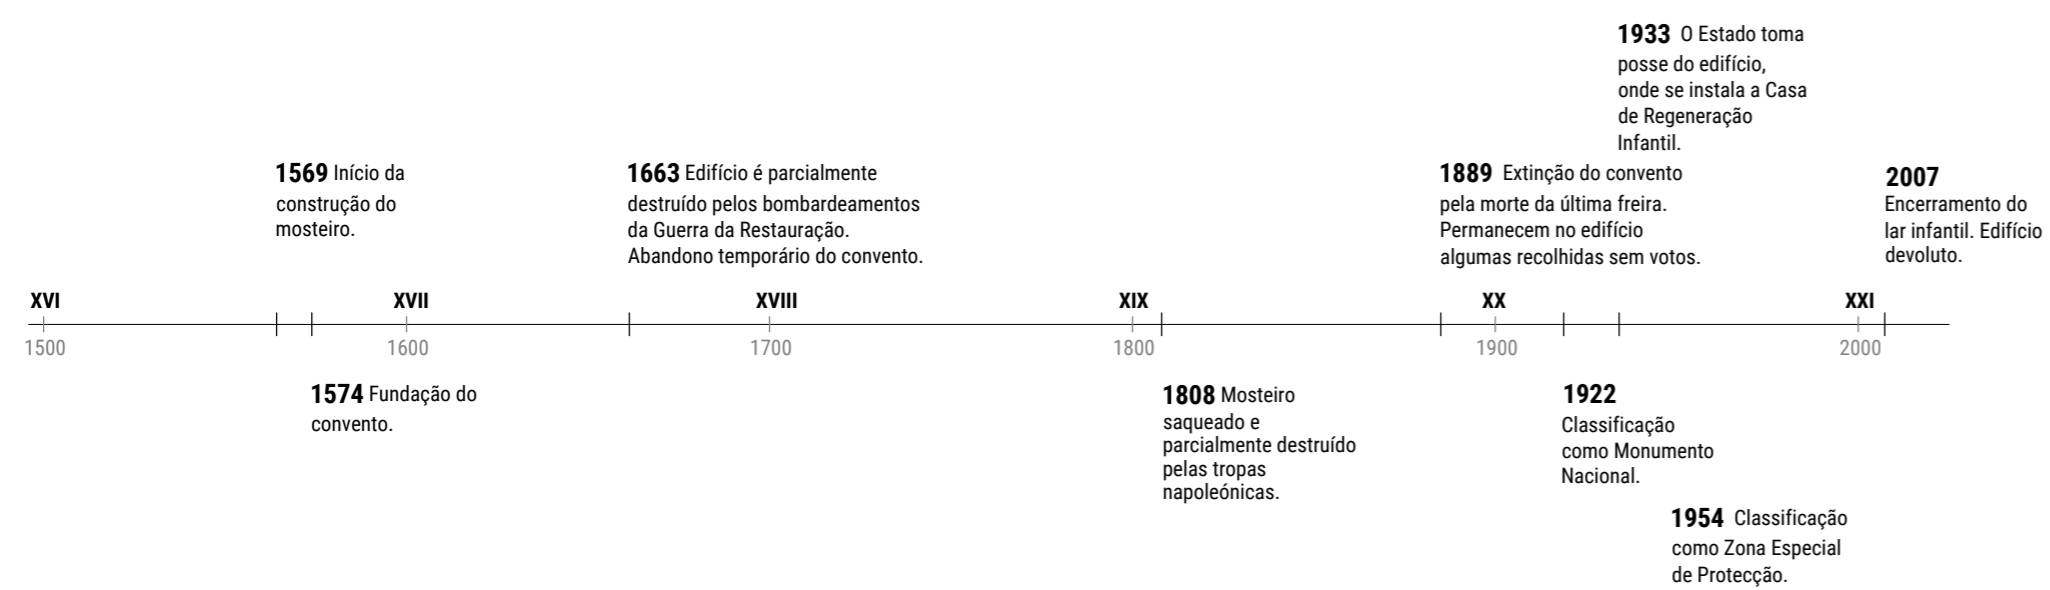 1933 O Estado toma
posse do edifício,
onde se instala a Casa
de Regeneração
Infantil.
1569 Início da
construção do
mosteiro.
1663 Edifício é parcialmente
destruído pelos bombardeamentos
da Guerra da Restauração.
Abandono temporário do convento.
1889 Extinção do convento
pela morte da última freira.
Permanecem no edifício
algumas recolhidas sem votos.
2007
Encerramento do
lar infantil. Edifício
devoluto.
XVI XVII XVIII XIX XX XXI
1500 1600 1700 1800 1900 2000
1574 Fundação do
convento.
1808 Mosteiro
saqueado e
parcialmente destruído
pelas tropas
napoleónicas.
1922
Classificação
como Monumento
Nacional.
1954 Classificação
como Zona Especial
de Protecção.